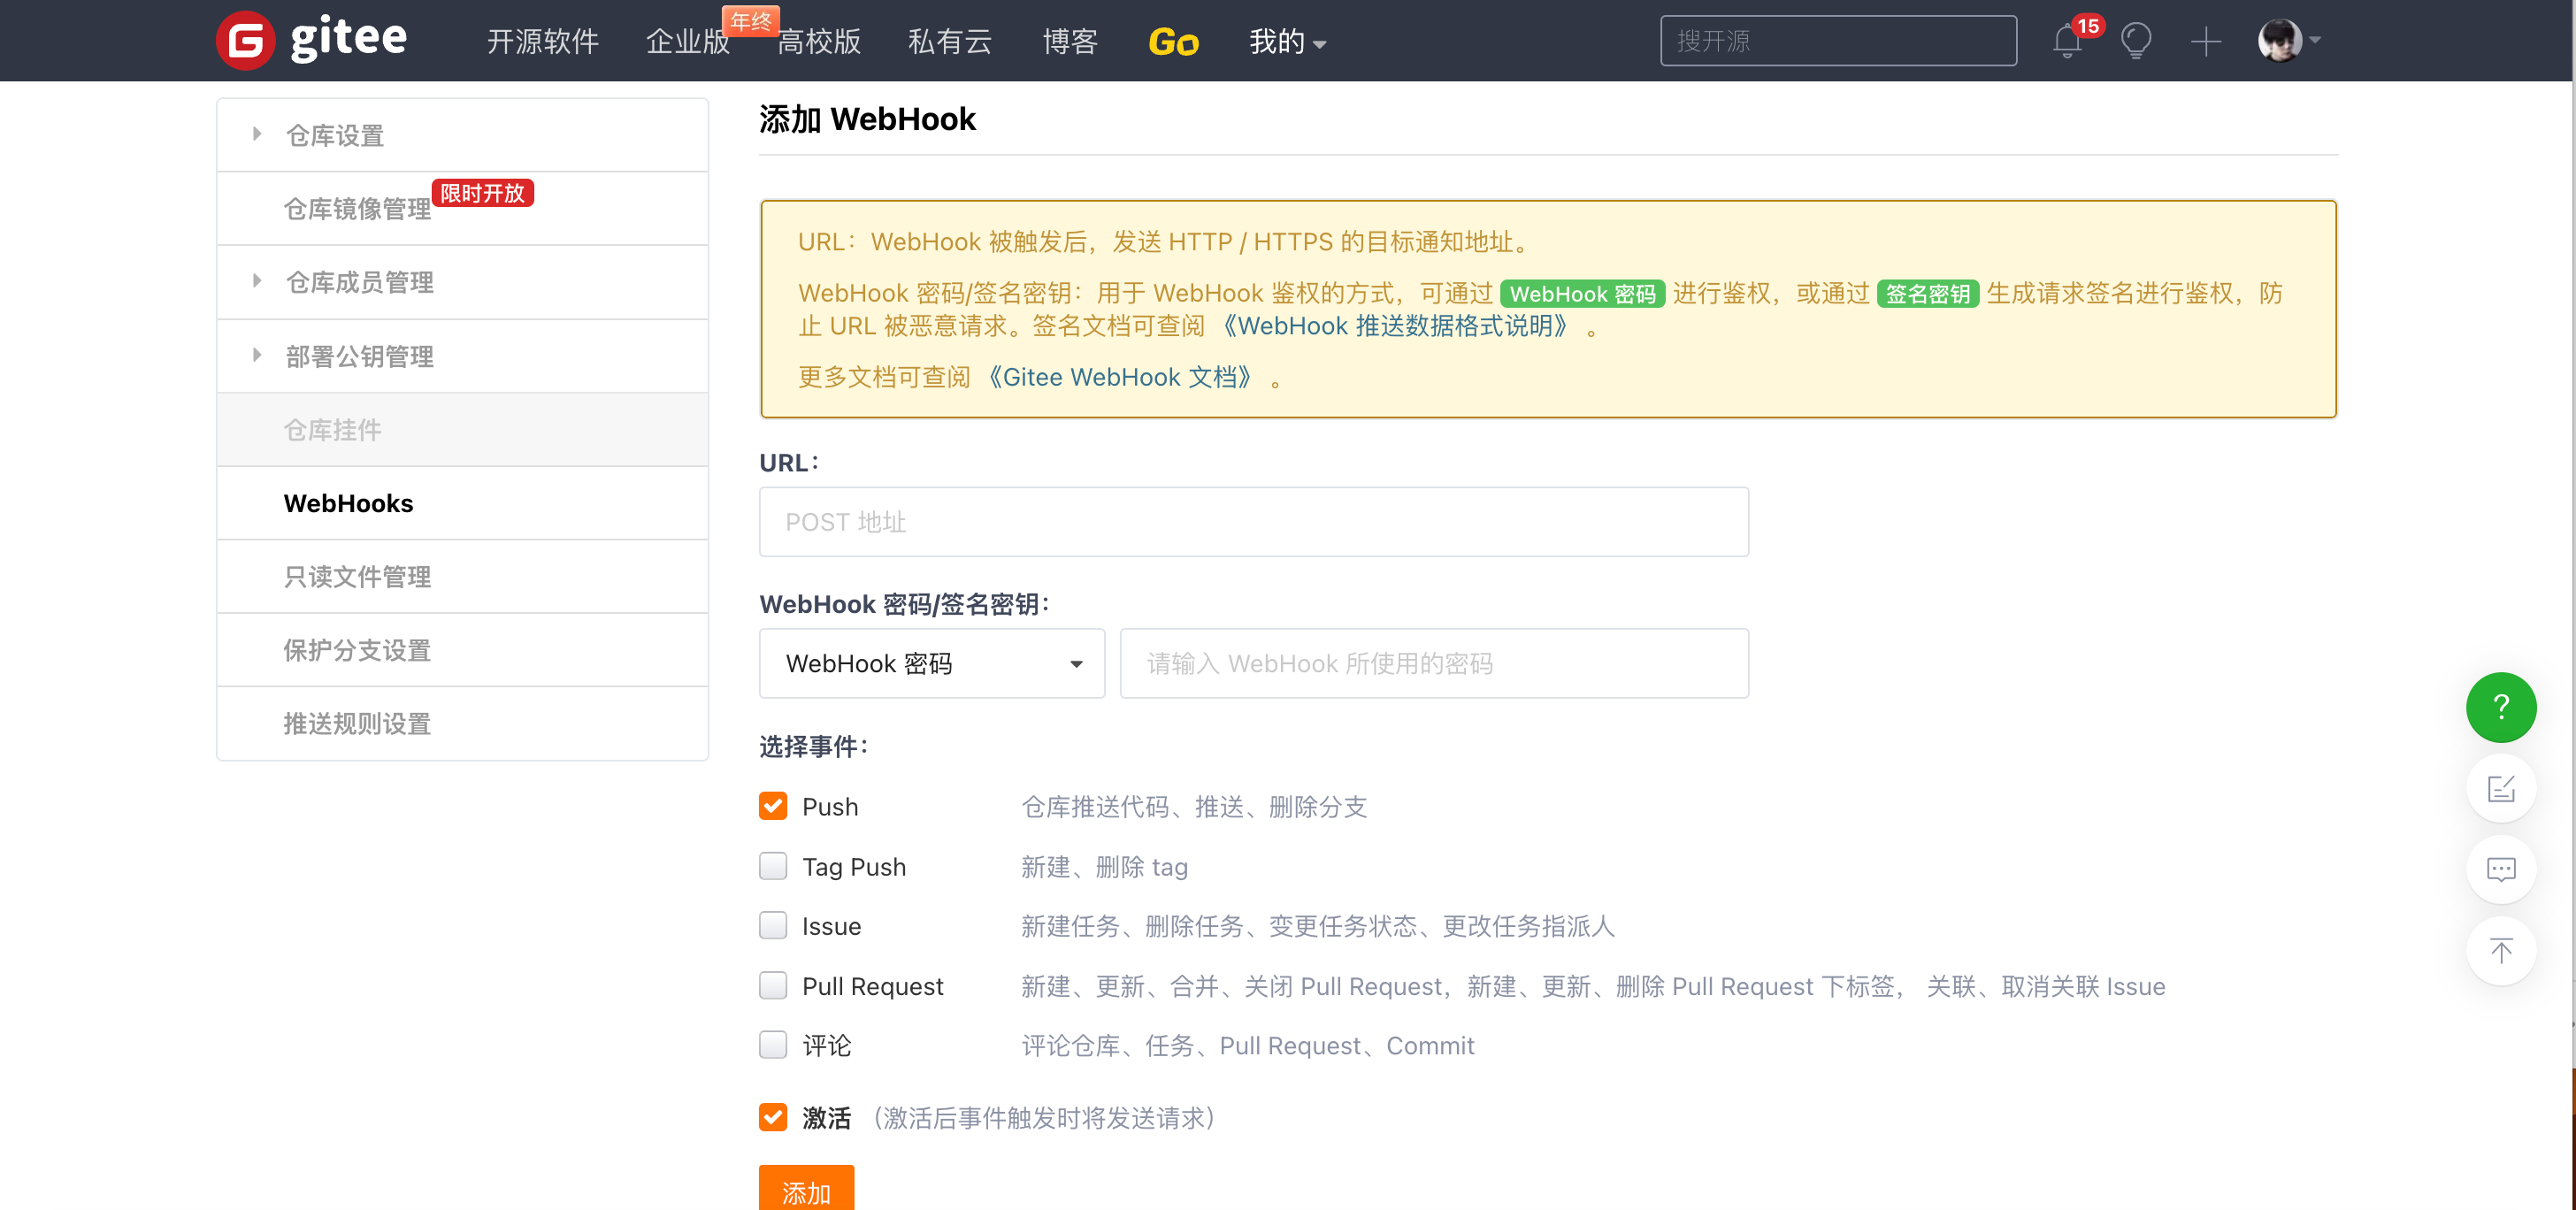 gitee
开源软件 企业版 年终 高校版 私有云 博客 Go 我的
搜开源
15
仓库设置
仓库镜像管理 限时开放
仓库成员管理
部署公钥管理
仓库挂件
WebHooks
只读文件管理
保护分支设置
推送规则设置
添加 WebHook
URL：WebHook 被触发后，发送 HTTP / HTTPS 的目标通知地址。
WebHook 密码/签名密钥：用于 WebHook 鉴权的方式，可通过 WebHook 密码 进行鉴权，或通过 签名密钥 生成请求签名进行鉴权，防
止 URL 被恶意请求。签名文档可查阅 《WebHook 推送数据格式说明》 。
更多文档可查阅 《Gitee WebHook 文档》 。
URL：
POST 地址
WebHook 密码/签名密钥：
WebHook 密码
请输入 WebHook 所使用的密码
选择事件：
Push 仓库推送代码、推送、删除分支
Tag Push 新建、删除 tag
Issue 新建任务、删除任务、变更任务状态、更改任务指派人
Pull Request 新建、更新、合并、关闭 Pull Request，新建、更新、删除 Pull Request 下标签， 关联、取消关联 Issue
评论 评论仓库、任务、Pull Request、Commit
激活 （激活后事件触发时将发送请求）
添加
?